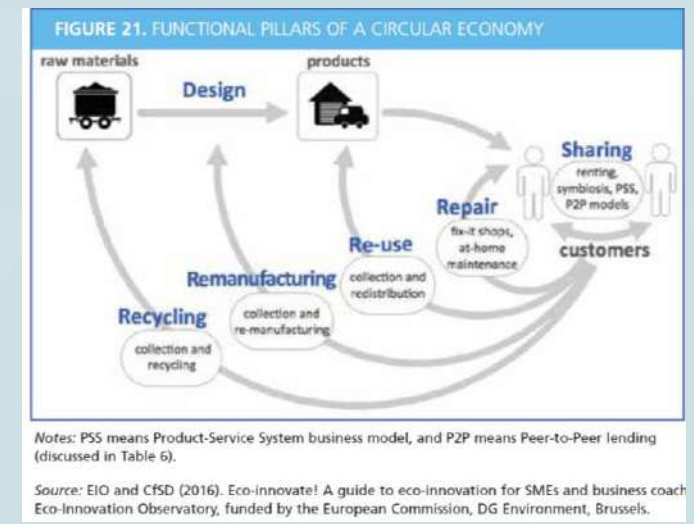 FIGURE 21. FUNCTIONAL PILLARS OF A CIRCULAR ECONOMY
raw materials
products
Design
Sharing
renting,
symbiosis, PSS,
P2P models
customers
Repair
fix-it shops,
at-home
maintenance
Re-use
collection and
redistribution
Remanufacturing
collection and
re-manufacturing
Recycling
collection and
recycling
Notes: PSS means Product-Service System business model, and P2P means Peer-to-Peer lending
(discussed in Table 6).
Source: EIO and CfSD (2016). Eco-innovate! A guide to eco-innovation for SMEs and business coach
Eco-Innovation Observatory, funded by the European Commission, DG Environment, Brussels.